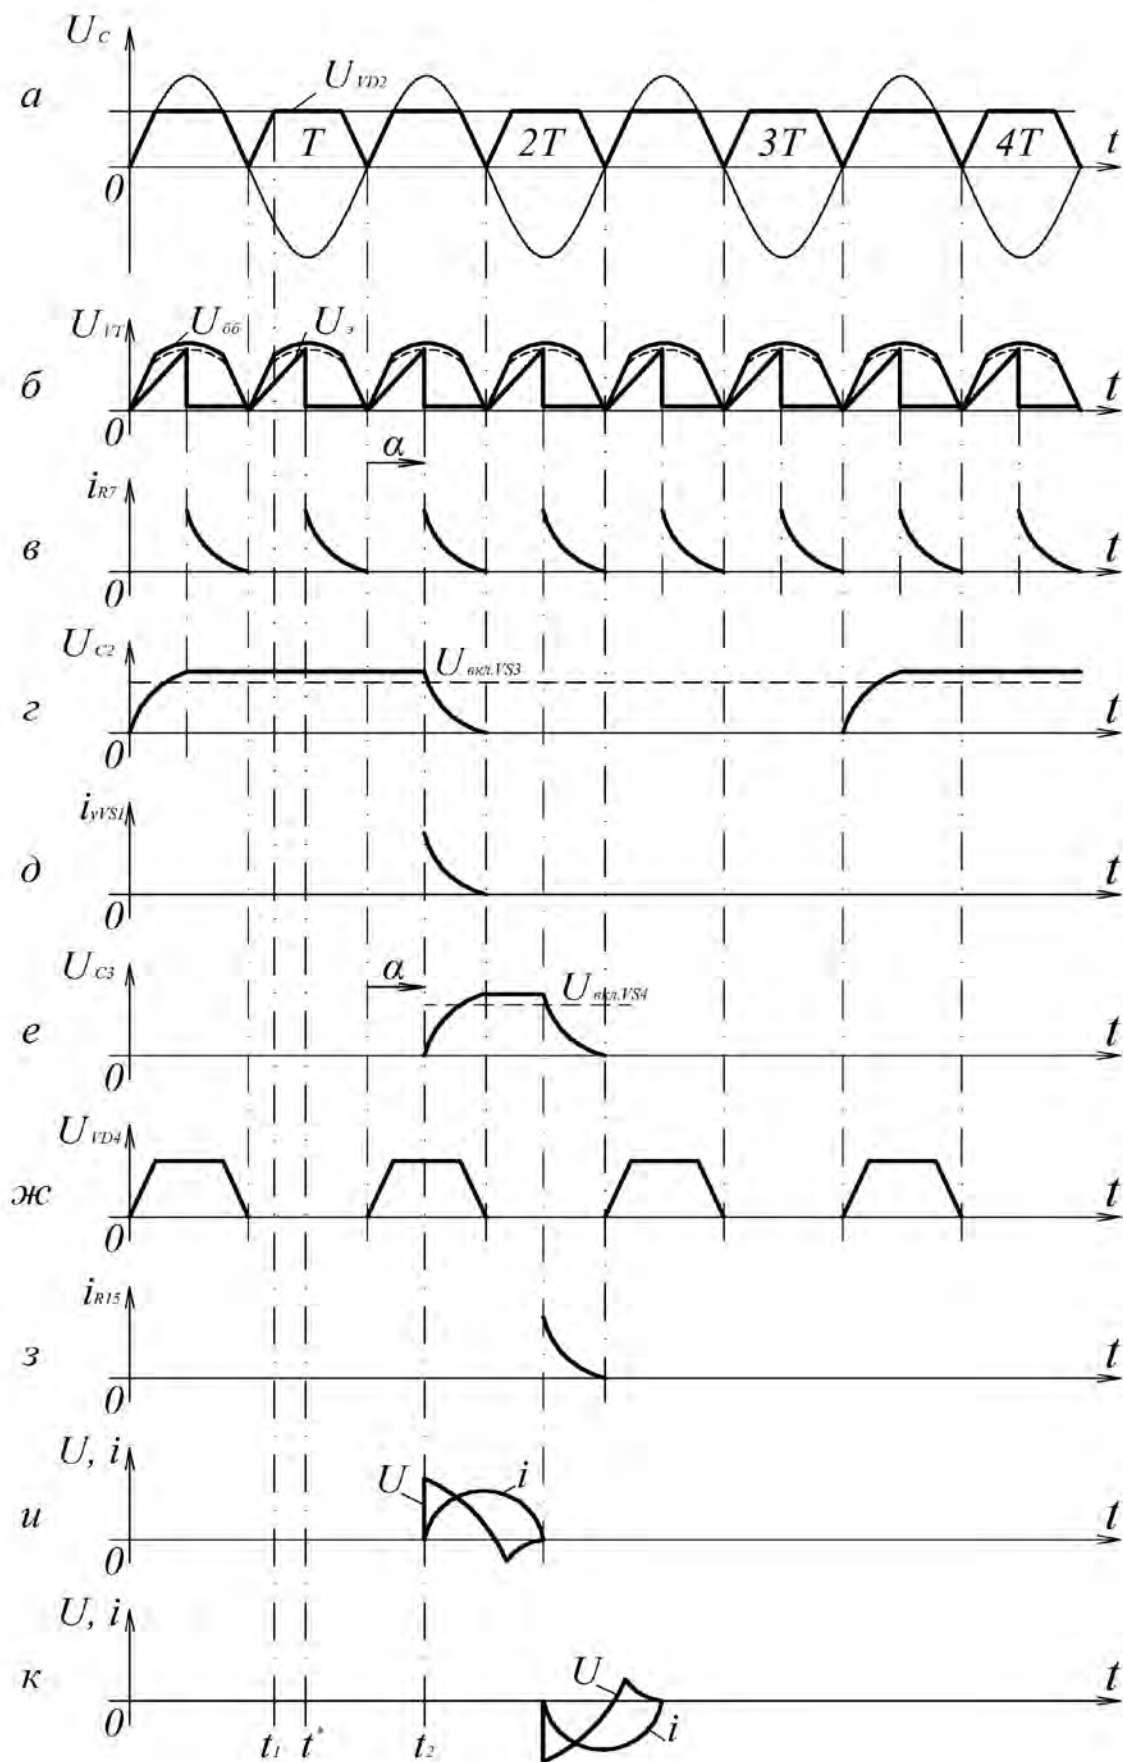 U_C
а
U_VD2
T 2T 3T 4T t
0
U_VT U_бб U_э
б
t
0
α
i_R7
в
t
0
U_C2 U_вкл.VS3
г
t
0
i_yVS1
д
t
0
U_C3 α U_вкл.VS4
е
t
0
U_VD4
ж
t
0
i_R15
з
t
0
U, i
U i
и
t
0
U, i
к
U t
0
i
t_1 t* t_2